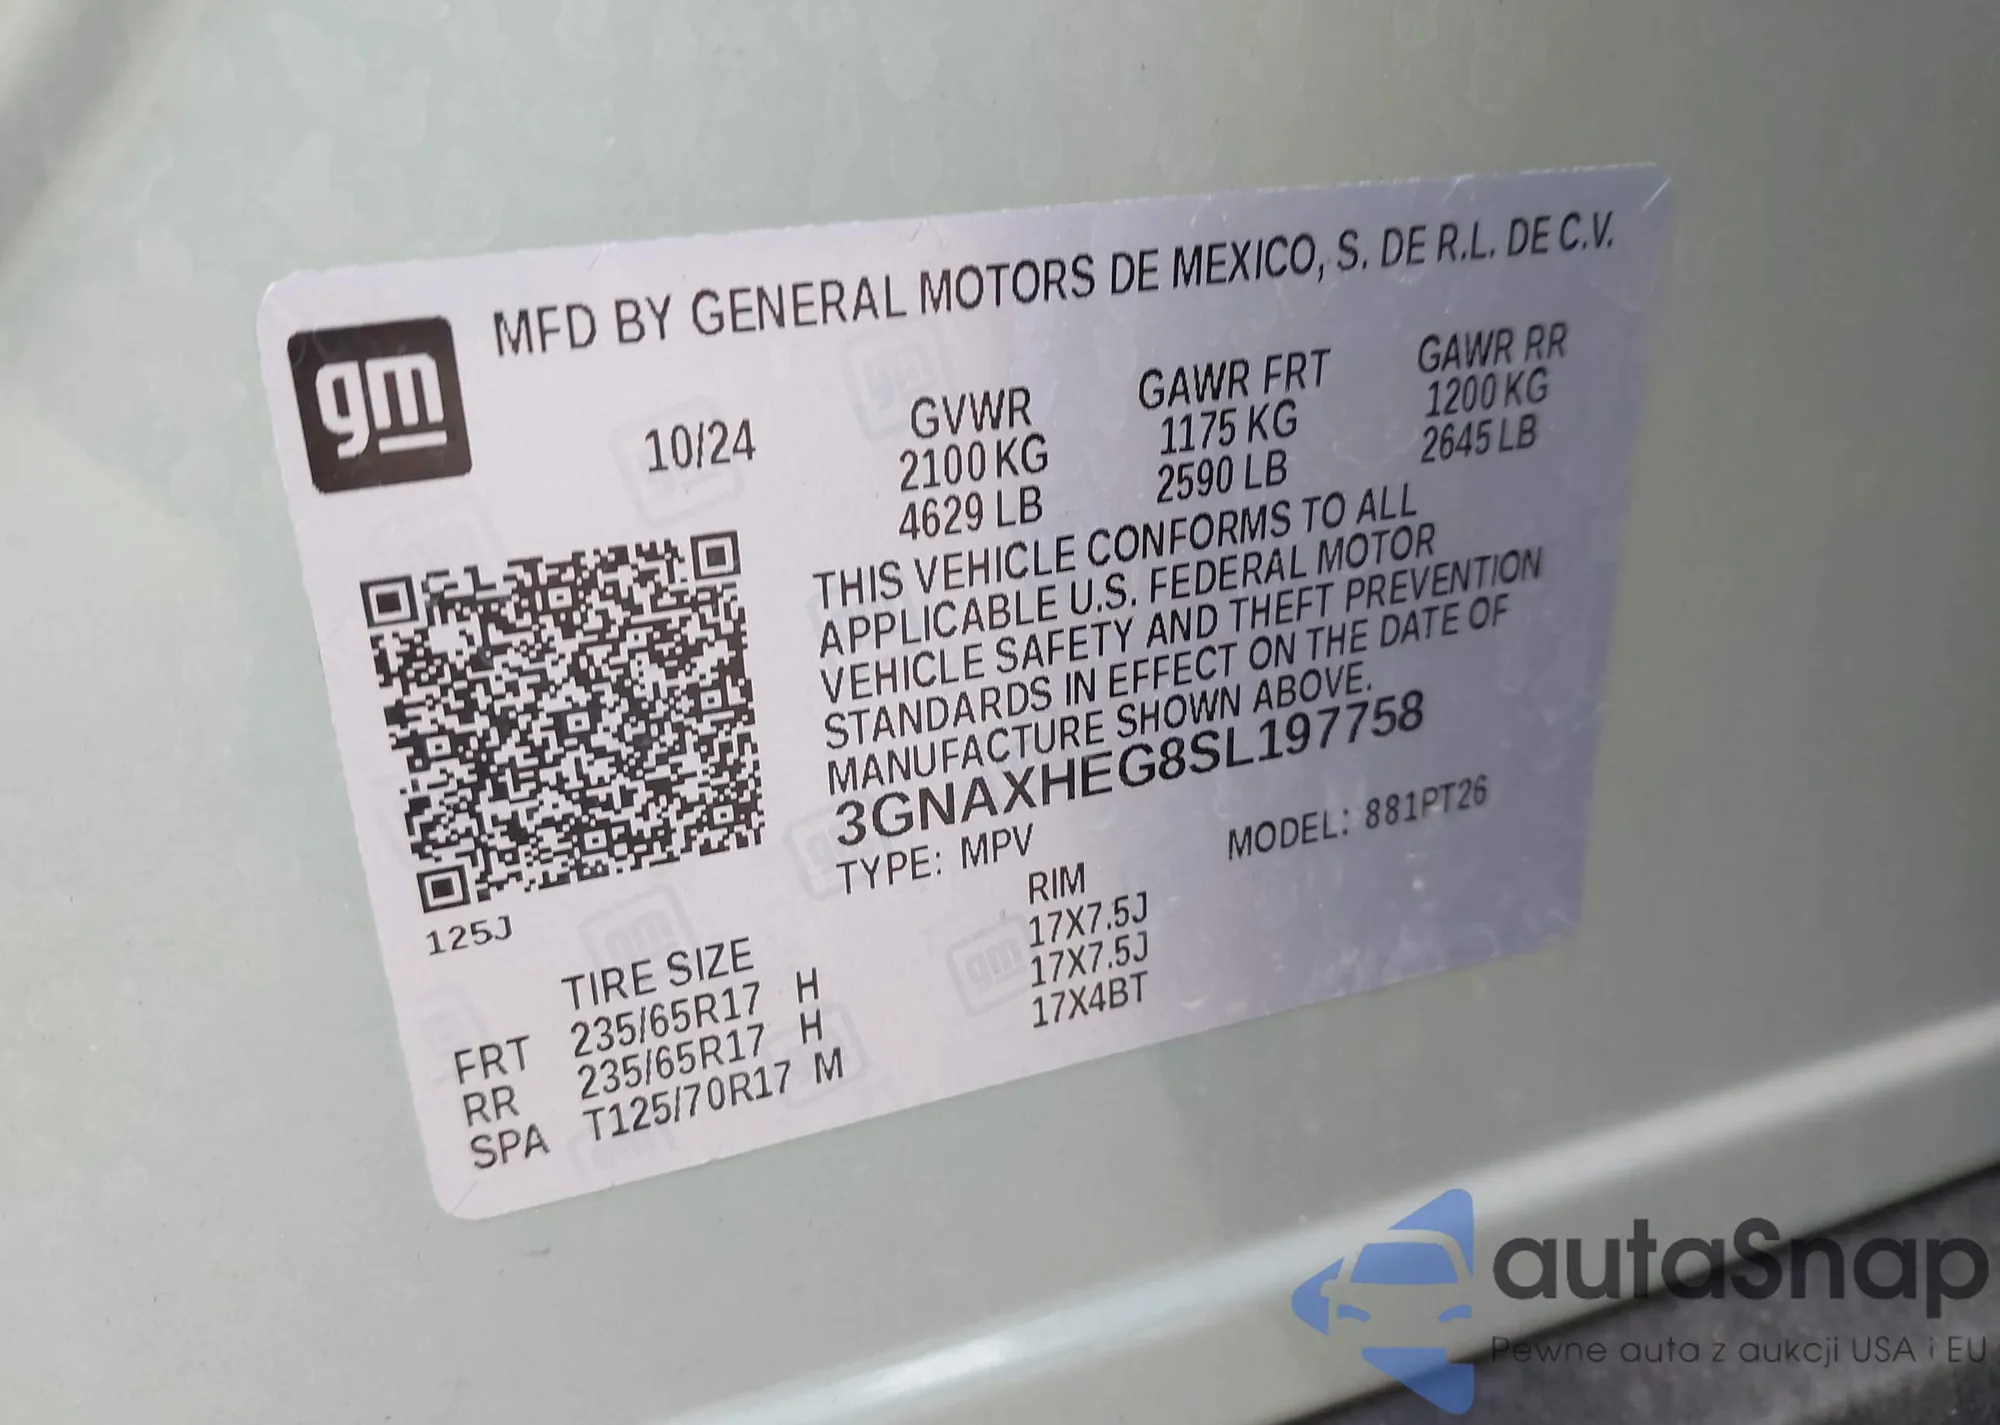 gm
MFD BY GENERAL MOTORS DE MEXICO, S. DE R.L. DE C.V.
10/24
GVWR
2100 KG
4629 LB
GAWR FRT
1175 KG
2590 LB
GAWR RR
1200 KG
2645 LB
THIS VEHICLE CONFORMS TO ALL
APPLICABLE U.S. FEDERAL MOTOR
VEHICLE SAFETY AND THEFT PREVENTION
STANDARDS IN EFFECT ON THE DATE OF
MANUFACTURE SHOWN ABOVE.
3GNAXHEG8SL197758
TYPE: MPV MODEL: 881PT26
125J
TIRE SIZE RIM
FRT 235/65R17 H 17X7.5J
RR 235/65R17 H 17X7.5J
SPA T125/70R17 M 17X4BT
autaSnap
Pewne auta z aukcji USA i EU